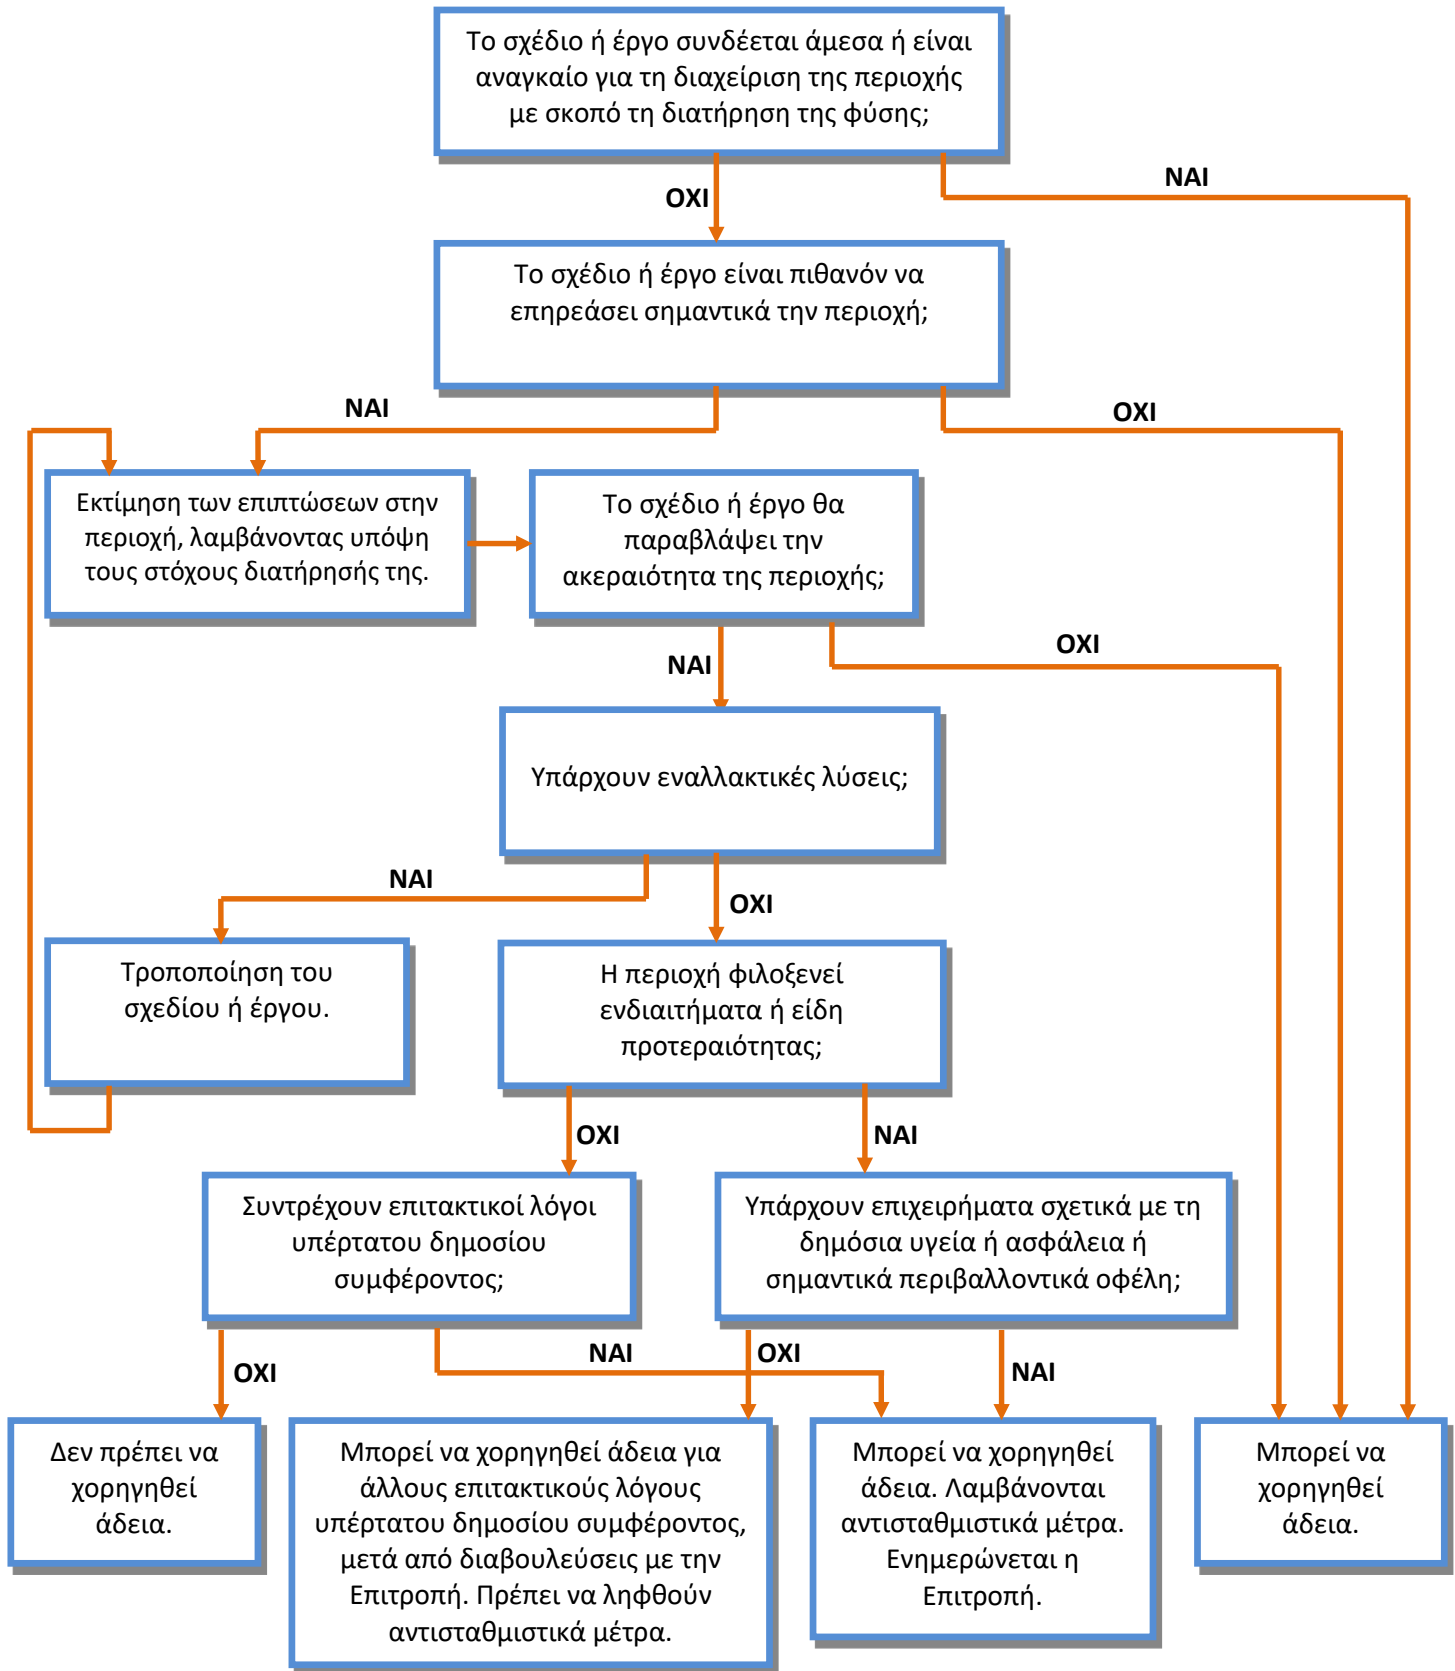 Το σχέδιο ή έργο συνδέεται άμεσα ή είναι
αναγκαίο για τη διαχείριση της περιοχής
με σκοπό τη διατήρηση της φύσης;
ΝΑΙ
ΟΧΙ
Το σχέδιο ή έργο είναι πιθανόν να
επηρεάσει σημαντικά την περιοχή;
ΝΑΙ
ΟΧΙ
Εκτίμηση των επιπτώσεων στην
περιοχή, λαμβάνοντας υπόψη
τους στόχους διατήρησής της.
Το σχέδιο ή έργο θα
παραβλάψει την
ακεραιότητα της περιοχής;
ΟΧΙ
ΝΑΙ
Υπάρχουν εναλλακτικές λύσεις;
ΝΑΙ
ΟΧΙ
Τροποποίηση του
σχεδίου ή έργου.
Η περιοχή φιλοξενεί
ενδιαιτήματα ή είδη
προτεραιότητας;
ΟΧΙ
ΝΑΙ
Συντρέχουν επιτακτικοί λόγοι
υπέρτατου δημοσίου
συμφέροντος;
Υπάρχουν επιχειρήματα σχετικά με τη
δημόσια υγεία ή ασφάλεια ή
σημαντικά περιβαλλοντικά οφέλη;
ΟΧΙ
ΝΑΙ
ΟΧΙ
ΝΑΙ
Δεν πρέπει να
χορηγηθεί
άδεια.
Μπορεί να χορηγηθεί άδεια για
άλλους επιτακτικούς λόγους
υπέρτατου δημοσίου συμφέροντος,
μετά από διαβουλεύσεις με την
Επιτροπή. Πρέπει να ληφθούν
αντισταθμιστικά μέτρα.
Μπορεί να χορηγηθεί
άδεια. Λαμβάνονται
αντισταθμιστικά μέτρα.
Ενημερώνεται η
Επιτροπή.
Μπορεί να
χορηγηθεί
άδεια.